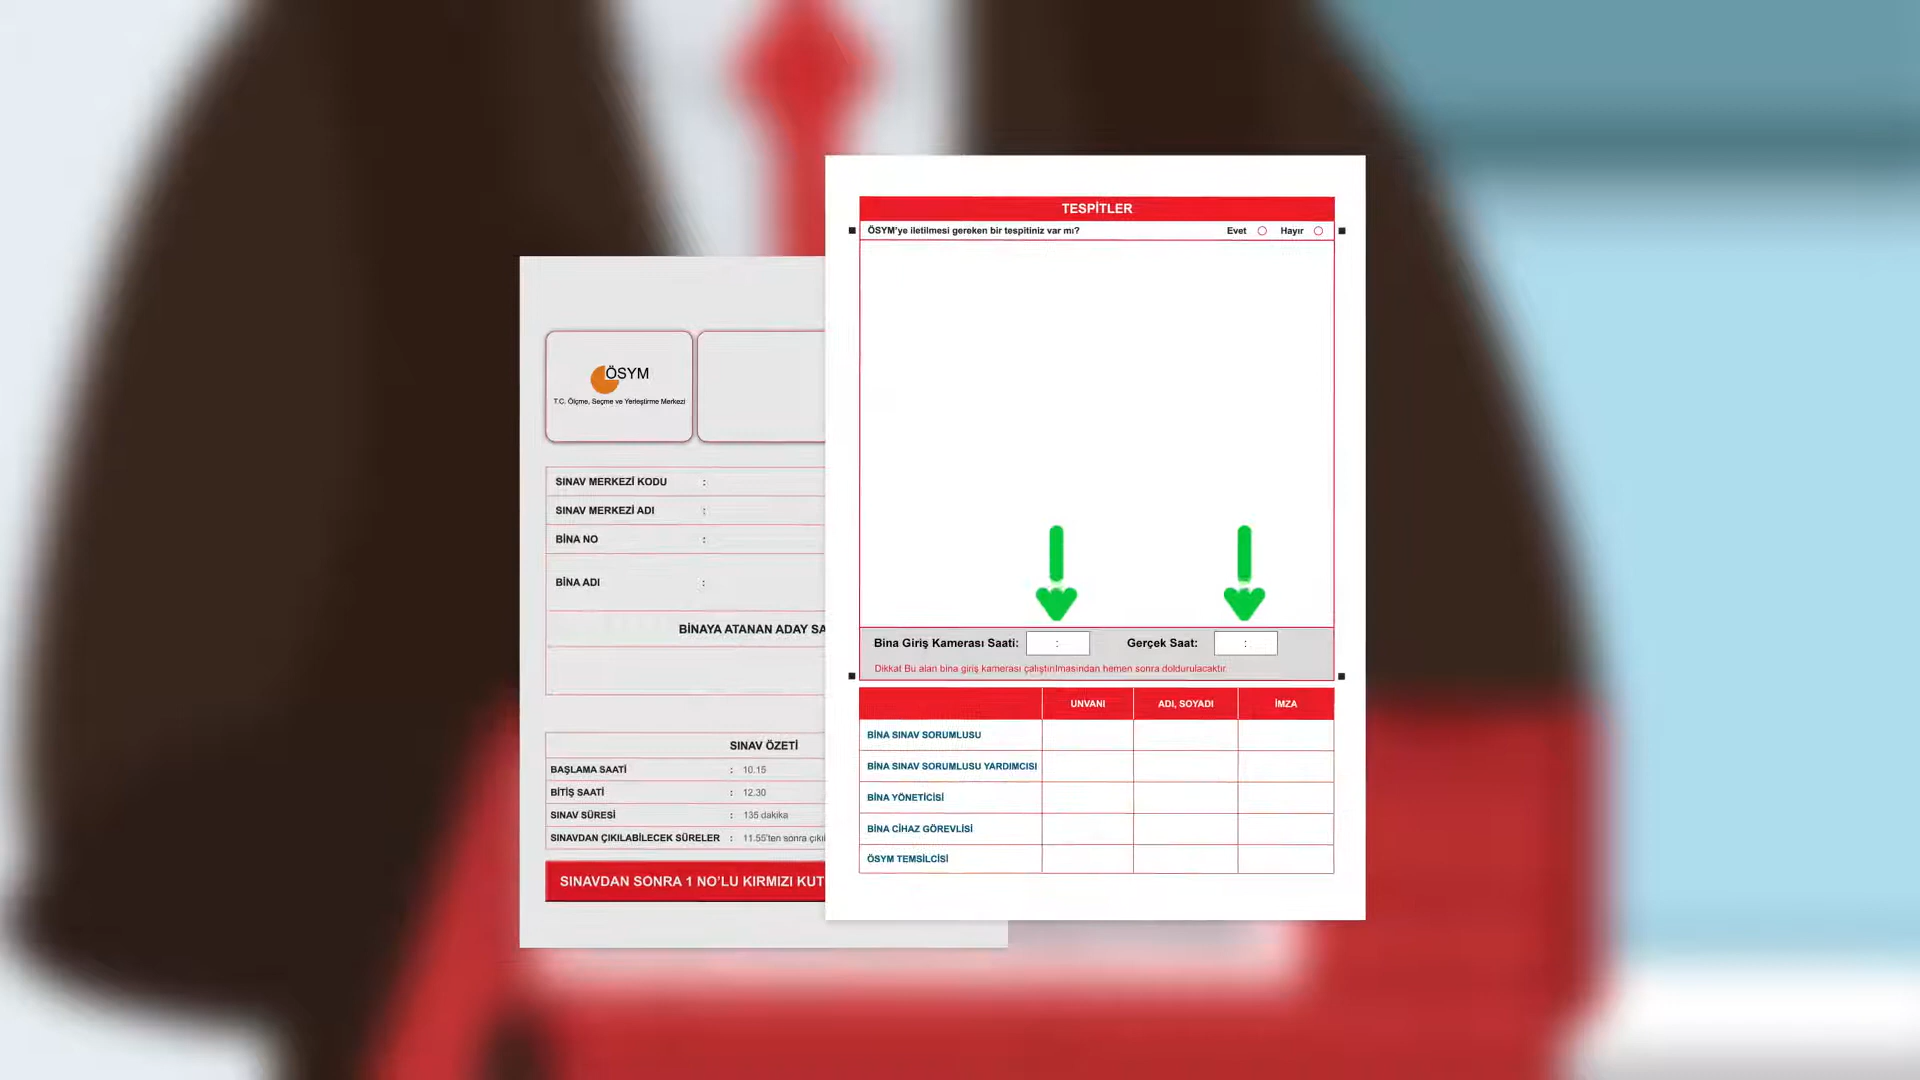 ÖSYM
T.C. Ölçme, Seçme ve Yerleştirme Merkezi
SINAV MERKEZİ KODU :
SINAV MERKEZİ ADI :
BİNA NO :
BİNA ADI :
BİNAYA ATANAN ADAY SA
SINAV ÖZETİ
BAŞLAMA SAATİ : 10.15
BİTİŞ SAATİ : 12.30
SINAV SÜRESİ : 135 dakika
SINAVDAN ÇIKILABİLECEK SÜRELER : 11.55'ten sonra çıkıl
SINAVDAN SONRA 1 NO'LU KIRMIZI KUT
TESPİTLER
ÖSYM'ye iletilmesi gereken bir tespitiniz var mı? Evet Hayır
Bina Giriş Kamerası Saati: : Gerçek Saat: :
Dikkat Bu alan bina giriş kamerası çalıştırılmasından hemen sonra doldurulacaktır.
UNVANI ADI, SOYADI İMZA
BİNA SINAV SORUMLUSU
BİNA SINAV SORUMLUSU YARDIMCISI
BİNA YÖNETİCİSİ
BİNA CİHAZ GÖREVLİSİ
ÖSYM TEMSİLCİSİ